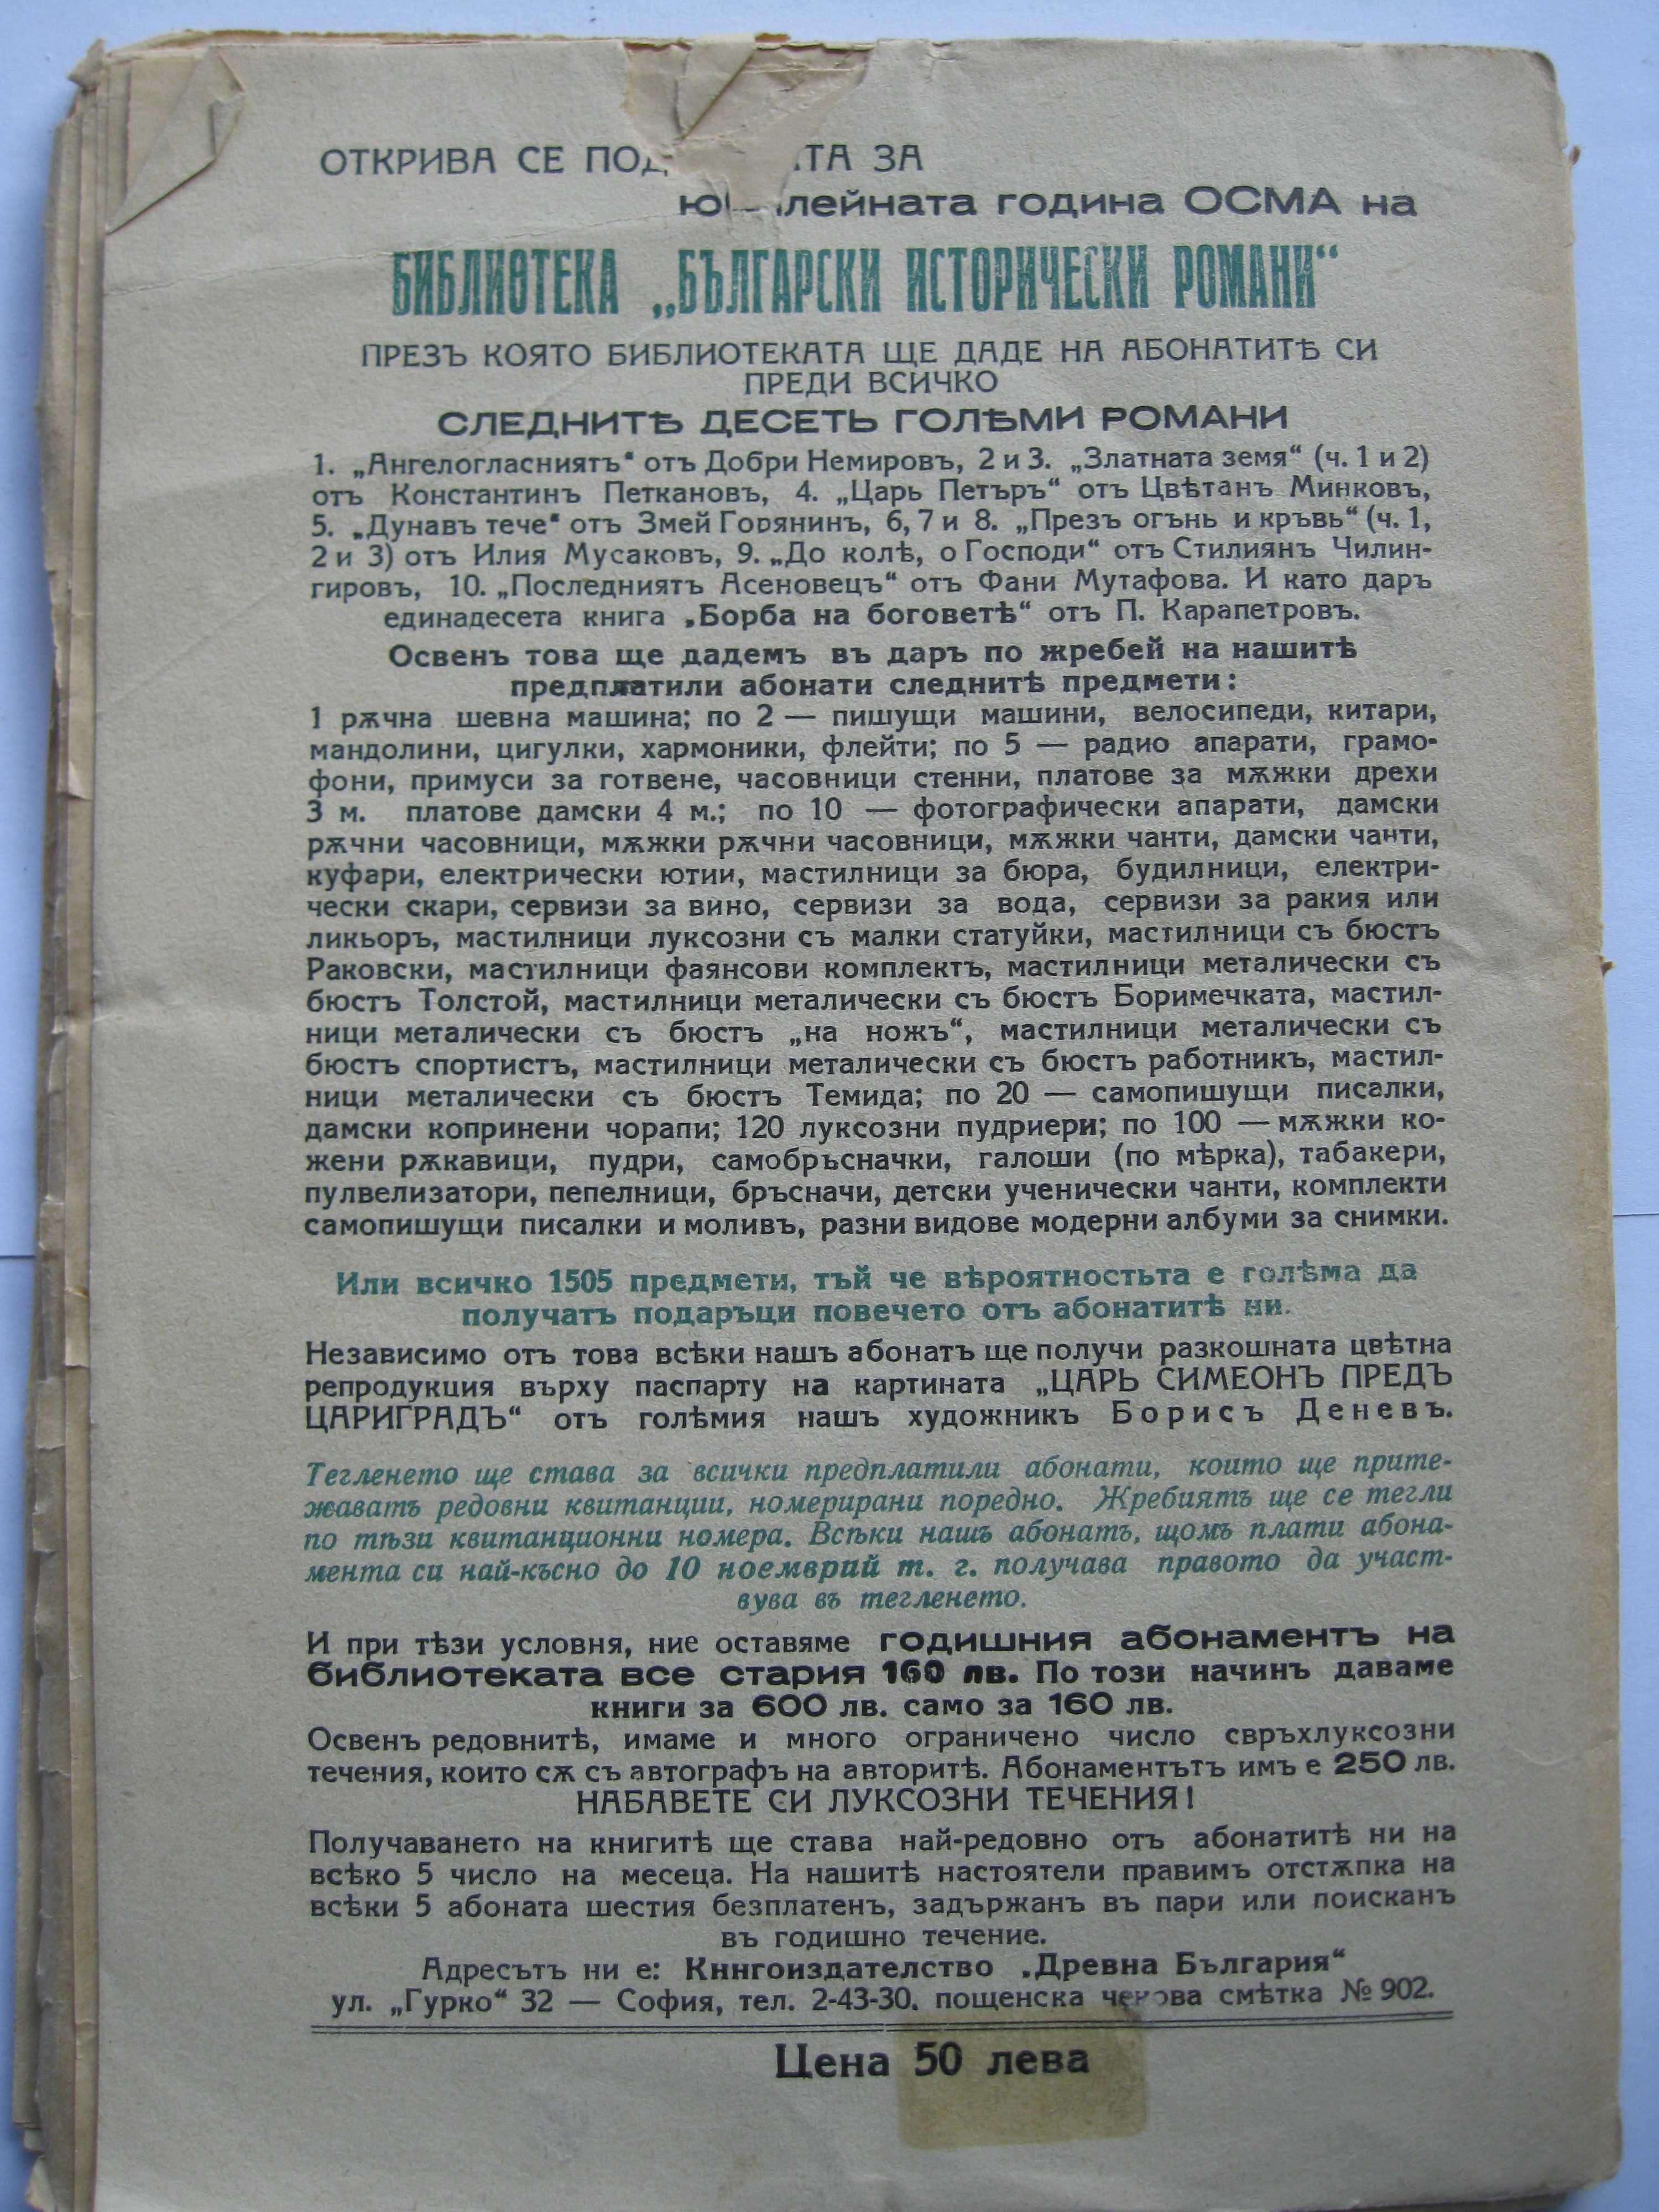 ОТКРИВА СЕ ЗА
юбилейната година ОСМА на
БИБЛИОТЕКА „БЪЛГАРСКИ ИСТОРИЧЕСКИ РОМАНИ“
ПРЕЗЪ КОЯТО БИБЛИОТЕКАТА ЩЕ ДАДЕ НА АБОНАТИТѢ СИ
ПРЕДИ ВСИЧКО
СЛЕДНИТѢ ДЕСЕТЬ ГОЛѢМИ РОМАНИ
1. „Ангелогласниятъ“ отъ Добри Немировъ, 2 и 3. „Златната земя“ (ч. 1 и 2)
отъ Константинъ Петкановъ, 4. „Царь Петъръ“ отъ Цвѣтанъ Минковъ,
5. „Дунавъ тече“ отъ Змей Горянинъ, 6, 7 и 8. „Презъ огънь и кръвь“ (ч. 1,
2 и 3) отъ Илия Мусаковъ, 9. „До колѣ, о Господи“ отъ Стилиянъ Чилин-
гировъ, 10. „Последниятъ Асеновецъ“ отъ Фани Мутафова. И като даръ
единадесета книга „Борба на боговетѣ“ отъ П. Карапетровъ.
Освенъ това ще дадемъ въ даръ по жребей на нашитѣ
предплатили абонати следнитѣ предмети:
1 рѫчна шевна машина; по 2 — пишущи машини, велосипеди, китари,
мандолини, цигулки, хармоники, флейти; по 5 — радио апарати, грамо-
фони, примуси за готвене, часовници стенни, платове за мѫжки дрехи
3 м. платове дамски 4 м.; по 10 — фотографически апарати, дамски
рѫчни часовници, мѫжки рѫчни часовници, мѫжки чанти, дамски чанти,
куфари, електрически ютии, мастилници за бюра, будилници, електри-
чески скари, сервизи за вино, сервизи за вода, сервизи за ракия или
ликьоръ, мастилници луксозни съ малки статуйки, мастилници съ бюстъ
Раковски, мастилници фаянсови комплектъ, мастилници металически съ
бюстъ Толстой, мастилници металически съ бюстъ Боримечката, мастил-
ници металически съ бюстъ „на ножъ“, мастилници металически съ
бюстъ спортистъ, мастилници металически съ бюстъ работникъ, мастил-
ници металически съ бюстъ Темида; по 20 — самопишущи писалки,
дамски копринени чорапи; 120 луксозни пудриери; по 100 — мѫжки ко-
жени рѫкавици, пудри, самобръсначки, галоши (по мѣрка), табакери,
пулвелизатори, пепелници, бръсначи, детски ученически чанти, комплекти
самопишущи писалки и моливъ, разни видове модерни албуми за снимки.
Или всичко 1505 предмети, тъй че вѣроятностьта е голѣма да
получатъ подаръци повечето отъ абонатитѣ ни.
Независимо отъ това всѣки нашъ абонатъ ще получи разкошната цвѣтна
репродукция върху паспарту на картината „ЦАРЬ СИМЕОНЪ ПРЕДЪ
ЦАРИГРАДЪ“ отъ голѣмия нашъ художникъ Борисъ Деневъ.
Тегленето ще става за всички предплатили абонати, които ще прите-
жаватъ редовни квитанции, номерирани поредно. Жребиятъ ще се тегли
по тѣзи квитанционни номера. Всѣки нашъ абонатъ, щомъ плати абона-
мента си най-късно до 10 ноемврий т. г. получава правото да участ-
вува въ тегленето.
И при тѣзи условня, ние оставяме годишния абонаментъ на
библиотеката все стария 160 лв. По този начинъ даваме
книги за 600 лв. само за 160 лв.
Освенъ редовнитѣ, имаме и много ограничено число свръхлуксозни
течения, които сѫ съ автографъ на авторитѣ. Абонаментътъ имъ е 250 лв.
НАБАВЕТЕ СИ ЛУКСОЗНИ ТЕЧЕНИЯ!
Получаването на книгитѣ ще става най-редовно отъ абонатитѣ ни на
всѣко 5 число на месеца. На нашитѣ настоятели правимъ отстѫпка на
всѣки 5 абоната шестия безплатенъ, задържанъ въ пари или поисканъ
въ годишно течение.
Адресътъ ни е: Кннгоиздателство „Древна България“
ул. „Гурко“ 32 — София, тел. 2-43-30. пощенска чекова смѣтка № 902.
Цена 50 лева